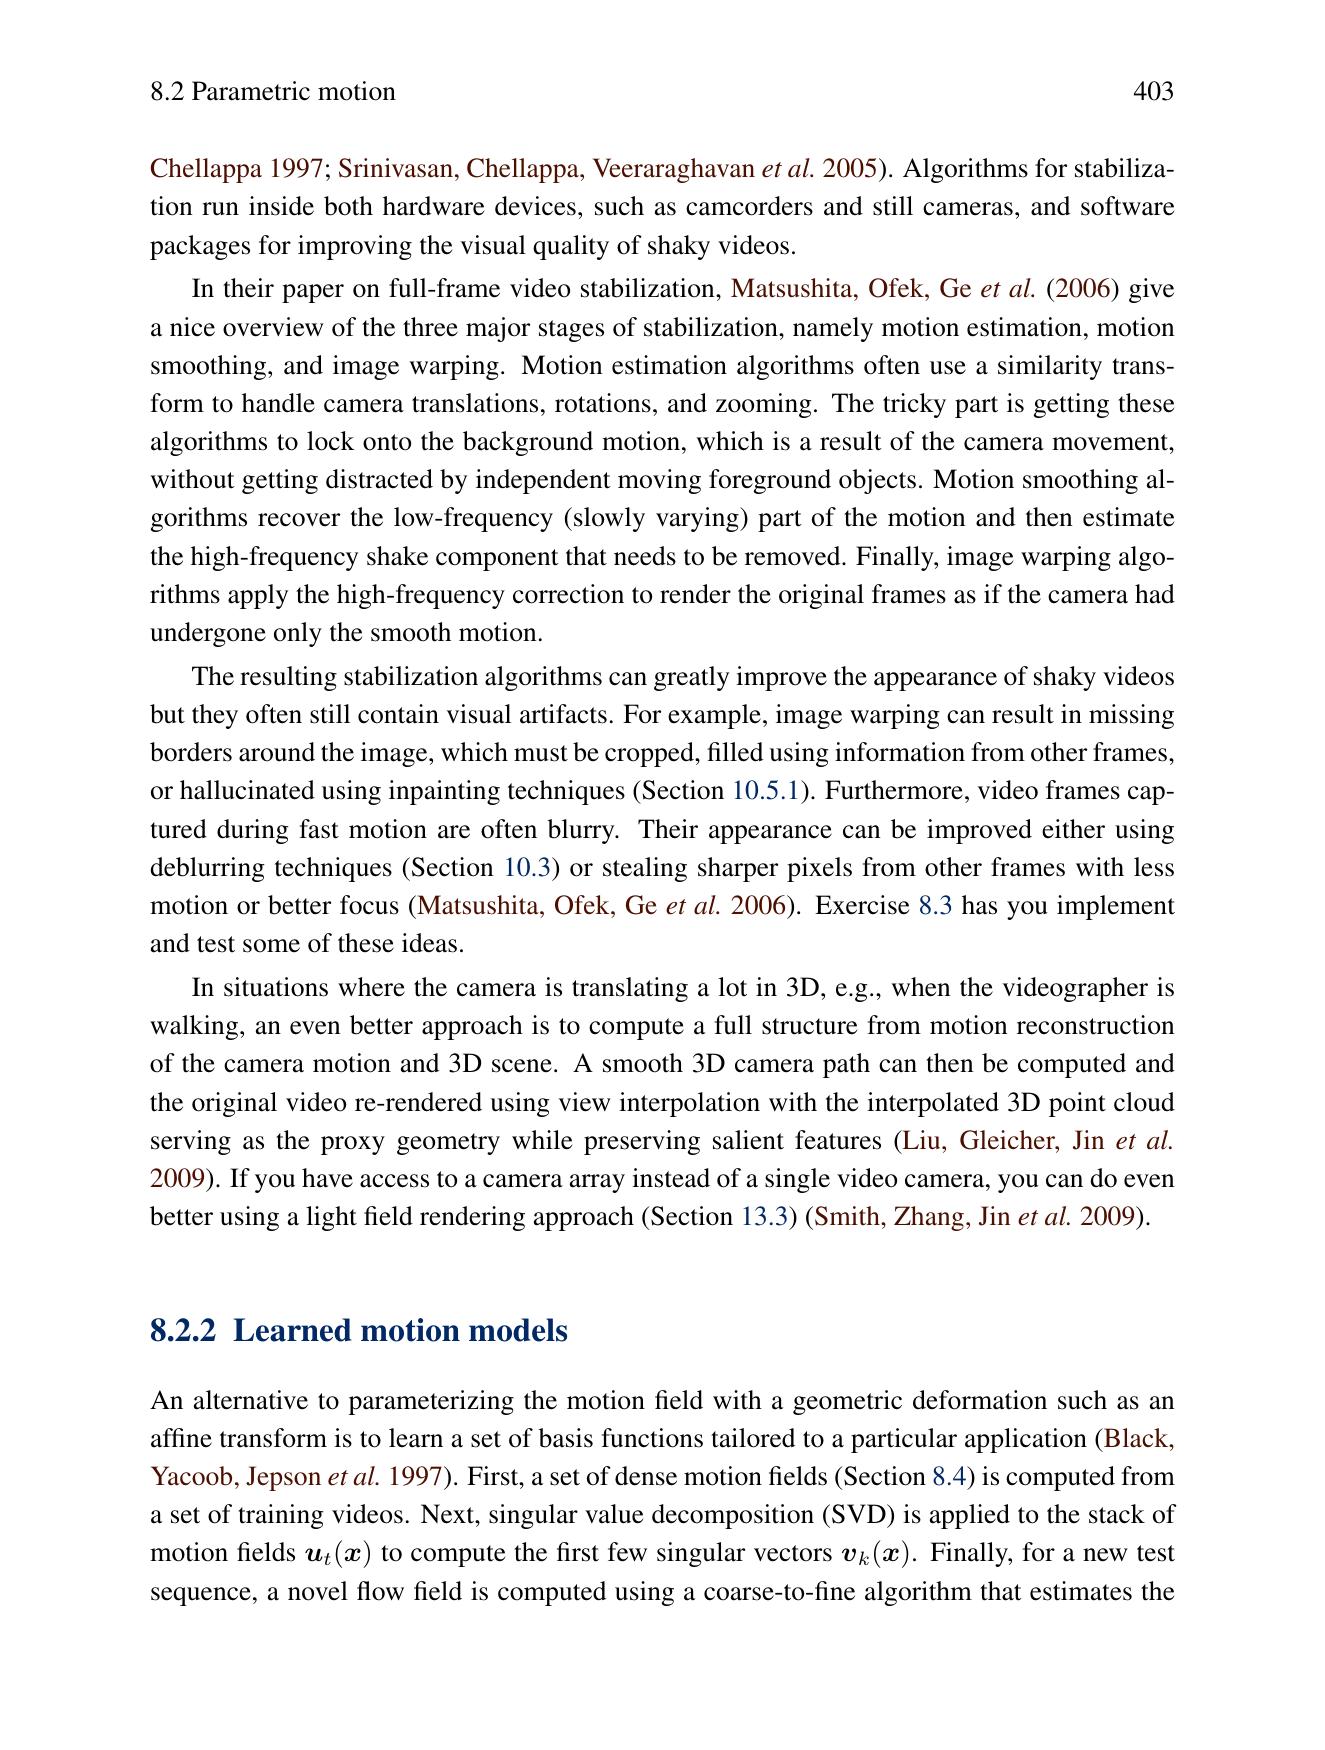 8.2 Parametric motion 403
Chellappa 1997; Srinivasan, Chellappa, Veeraraghavan et al. 2005). Algorithms for stabiliza-
tion run inside both hardware devices, such as camcorders and still cameras, and software
packages for improving the visual quality of shaky videos.
In their paper on full-frame video stabilization, Matsushita, Ofek, Ge et al. (2006) give
a nice overview of the three major stages of stabilization, namely motion estimation, motion
smoothing, and image warping. Motion estimation algorithms often use a similarity trans-
form to handle camera translations, rotations, and zooming. The tricky part is getting these
algorithms to lock onto the background motion, which is a result of the camera movement,
without getting distracted by independent moving foreground objects. Motion smoothing al-
gorithms recover the low-frequency (slowly varying) part of the motion and then estimate
the high-frequency shake component that needs to be removed. Finally, image warping algo-
rithms apply the high-frequency correction to render the original frames as if the camera had
undergone only the smooth motion.
The resulting stabilization algorithms can greatly improve the appearance of shaky videos
but they often still contain visual artifacts. For example, image warping can result in missing
borders around the image, which must be cropped, filled using information from other frames,
or hallucinated using inpainting techniques (Section 10.5.1). Furthermore, video frames cap-
tured during fast motion are often blurry. Their appearance can be improved either using
deblurring techniques (Section 10.3) or stealing sharper pixels from other frames with less
motion or better focus (Matsushita, Ofek, Ge et al. 2006). Exercise 8.3 has you implement
and test some of these ideas.
In situations where the camera is translating a lot in 3D, e.g., when the videographer is
walking, an even better approach is to compute a full structure from motion reconstruction
of the camera motion and 3D scene. A smooth 3D camera path can then be computed and
the original video re-rendered using view interpolation with the interpolated 3D point cloud
serving as the proxy geometry while preserving salient features (Liu, Gleicher, Jin et al.
2009). If you have access to a camera array instead of a single video camera, you can do even
better using a light field rendering approach (Section 13.3) (Smith, Zhang, Jin et al. 2009).
8.2.2 Learned motion models
An alternative to parameterizing the motion field with a geometric deformation such as an
affine transform is to learn a set of basis functions tailored to a particular application (Black,
Yacoob, Jepson et al. 1997). First, a set of dense motion fields (Section 8.4) is computed from
a set of training videos. Next, singular value decomposition (SVD) is applied to the stack of
motion fields u_t(x) to compute the first few singular vectors v_k(x). Finally, for a new test
sequence, a novel flow field is computed using a coarse-to-fine algorithm that estimates the